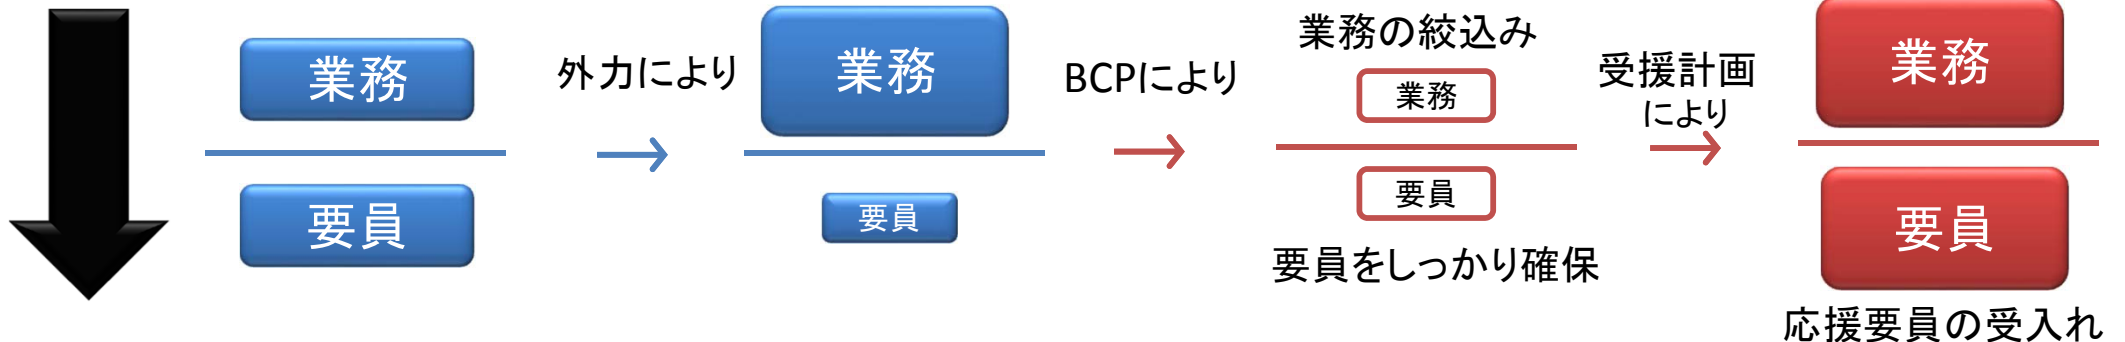 業務
要員
外力により
業務
要員
BCPにより
業務の絞込み
業務
要員
要員をしっかり確保
受援計画
により
業務
要員
応援要員の受入れ